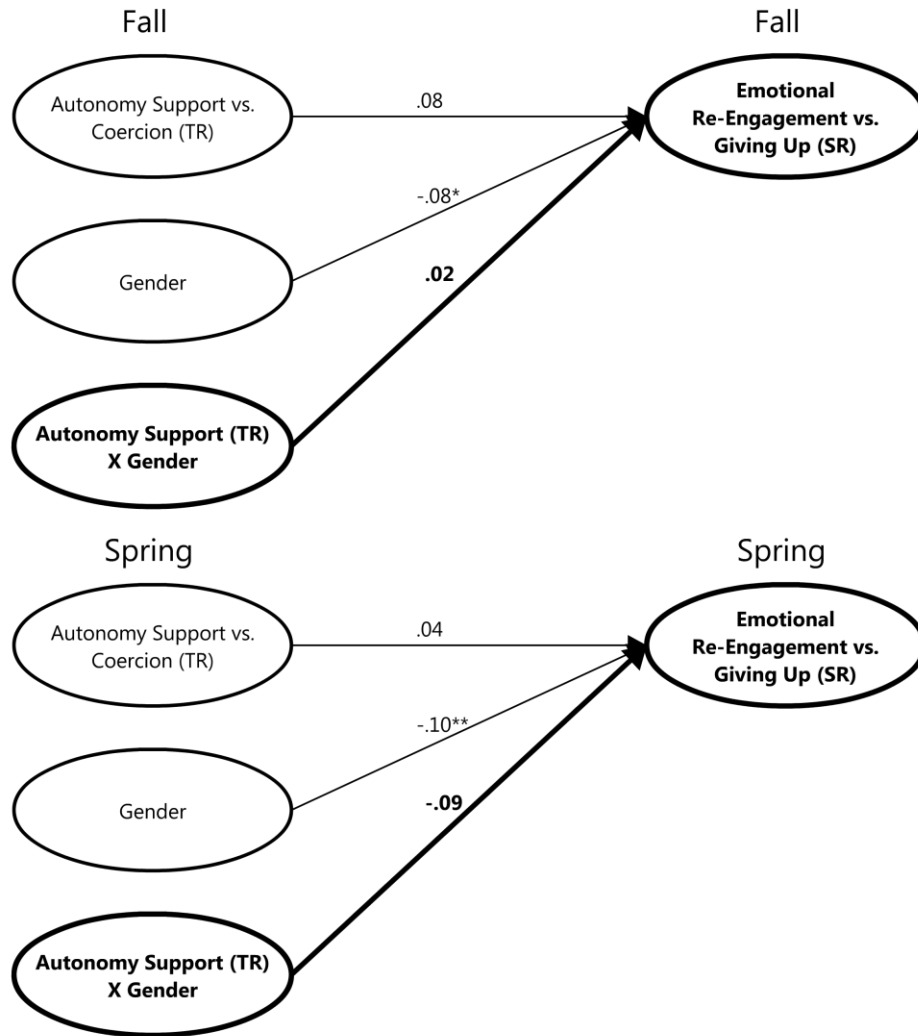 Fall
Fall
Autonomy Support vs.
Coercion (TR)
.08
Emotional
Re-Engagement vs.
Giving Up (SR)
-.08*
Gender
.02
Autonomy Support (TR)
X Gender
Spring
Spring
Autonomy Support vs.
Coercion (TR)
.04
Emotional
Re-Engagement vs.
Giving Up (SR)
-.10**
Gender
-.09
Autonomy Support (TR)
X Gender